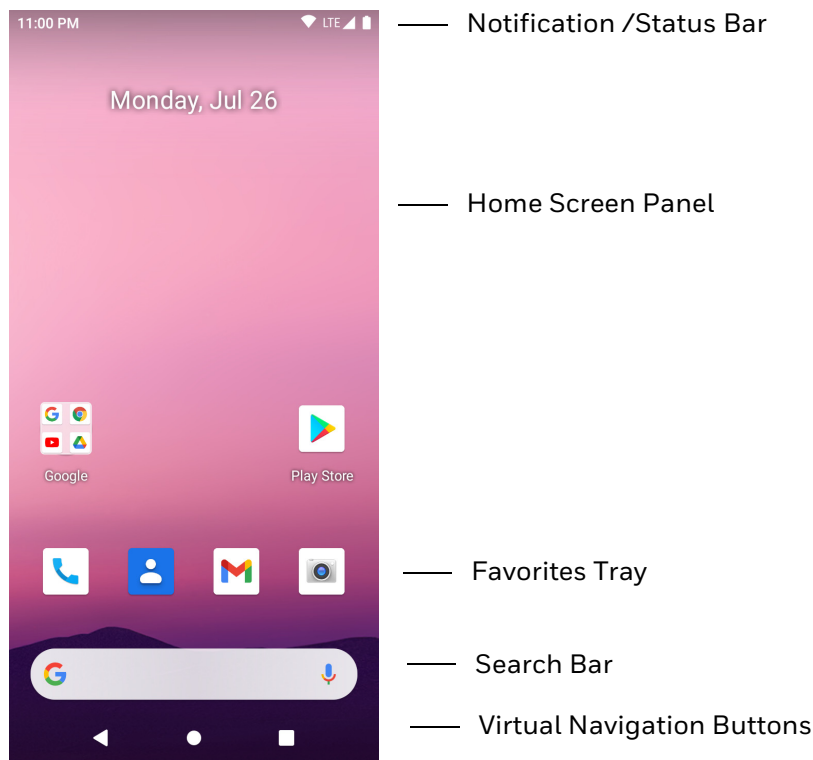 11:00 PM LTE
Notification /Status Bar
Monday, Jul 26
Home Screen Panel
Google
Play Store
Favorites Tray
Search Bar
Virtual Navigation Buttons